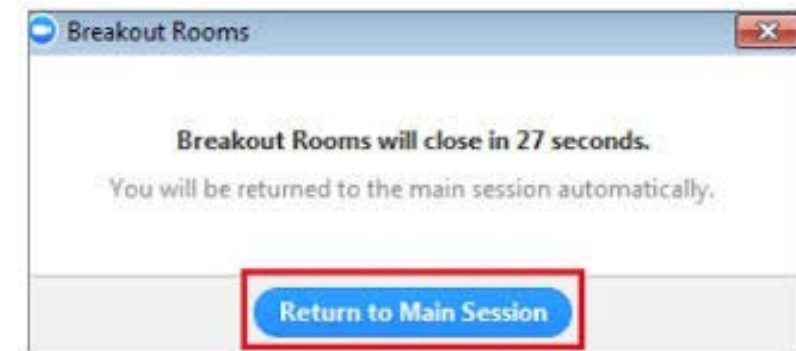 Breakout Rooms
Breakout Rooms will close in 27 seconds.
You will be returned to the main session automatically.
Return to Main Session